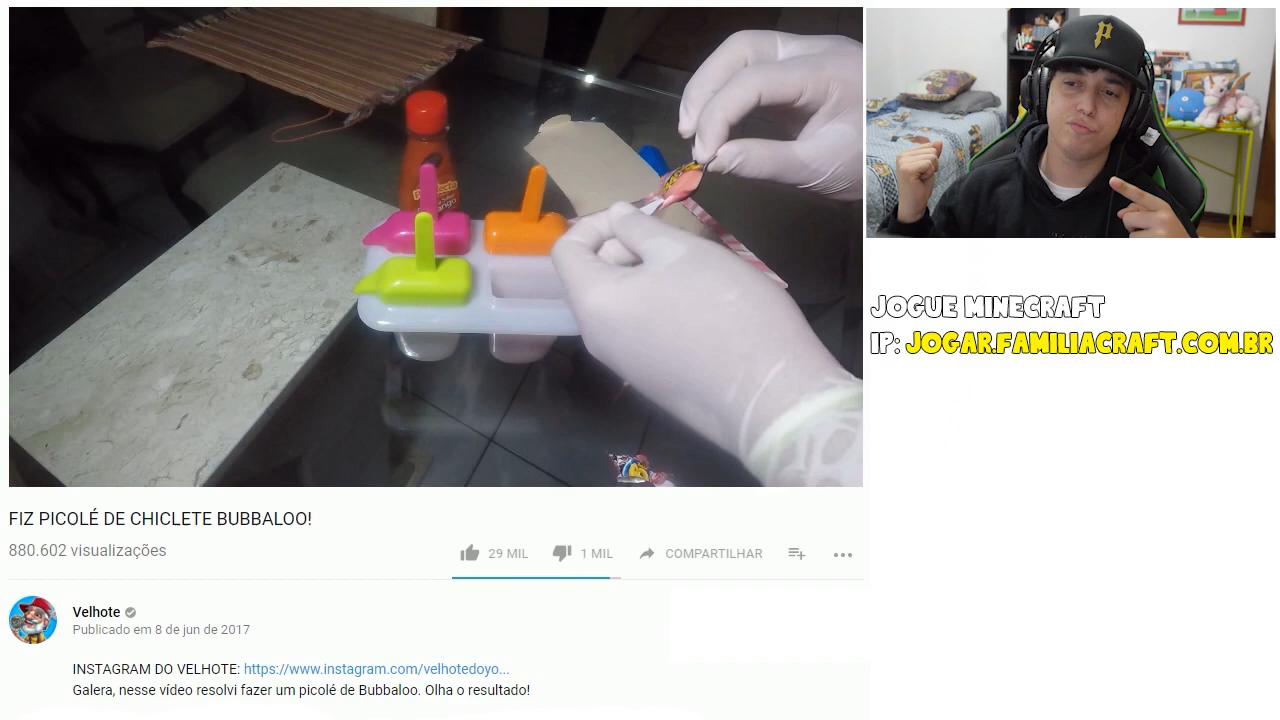 JOGUE MINECRAFT
IP: JOGAR.FAMILIACRAFT.COM.BR
FIZ PICOLÉ DE CHICLETE BUBBALOO!
880.602 visualizações
29 MIL
1 MIL
COMPARTILHAR
Velhote
Publicado em 8 de jun de 2017
INSTAGRAM DO VELHOTE: https://www.instagram.com/velhotedoyo...
Galera, nesse vídeo resolvi fazer um picolé de Bubbaloo. Olha o resultado!